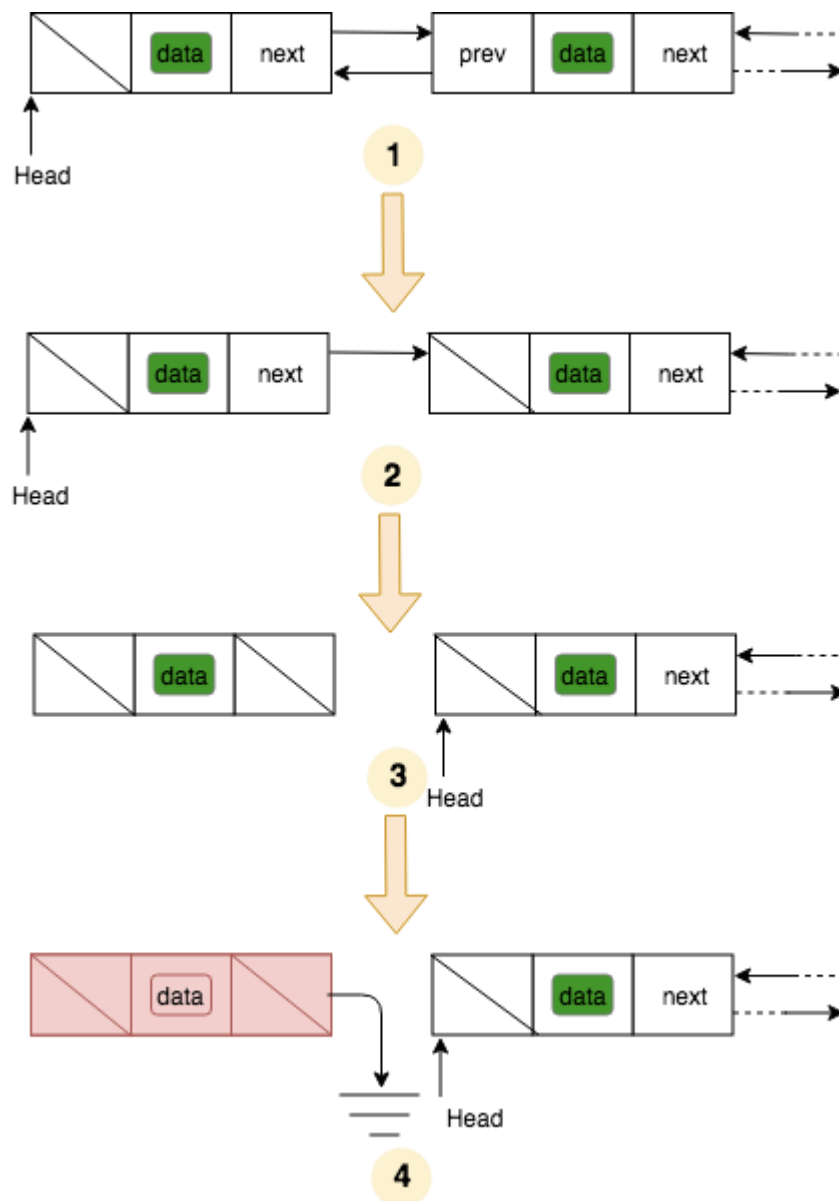 data next prev data next
Head
1
data next data next
Head
2
data data next
Head
3
data data next
Head
4